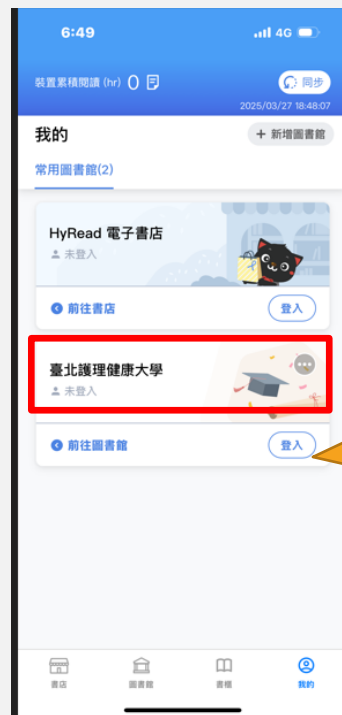 6:49 4G
裝置累積閱讀 (hr) 0 同步
2025/03/27 18:48:07
我的 + 新增圖書館
常用圖書館(2)
HyRead 電子書店
未登入
前往書店 登入
臺北護理健康大學
未登入
前往圖書館 登入
書店 圖書館 書櫃 我的